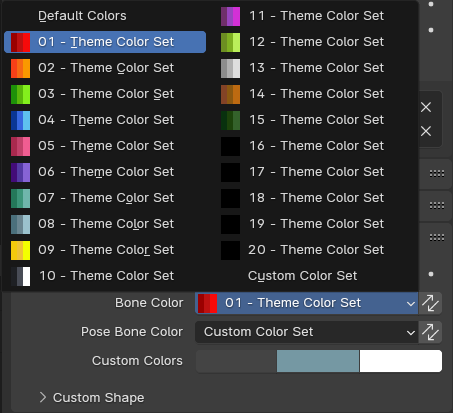 Default Colors
01 - Theme Color Set
02 - Theme Color Set
03 - Theme Color Set
04 - Theme Color Set
05 - Theme Color Set
06 - Theme Color Set
07 - Theme Color Set
08 - Theme Color Set
09 - Theme Color Set
10 - Theme Color Set
11 - Theme Color Set
12 - Theme Color Set
13 - Theme Color Set
14 - Theme Color Set
15 - Theme Color Set
16 - Theme Color Set
17 - Theme Color Set
18 - Theme Color Set
19 - Theme Color Set
20 - Theme Color Set
Custom Color Set
Bone Color 01 - Theme Color Set
Pose Bone Color Custom Color Set
Custom Colors
Custom Shape